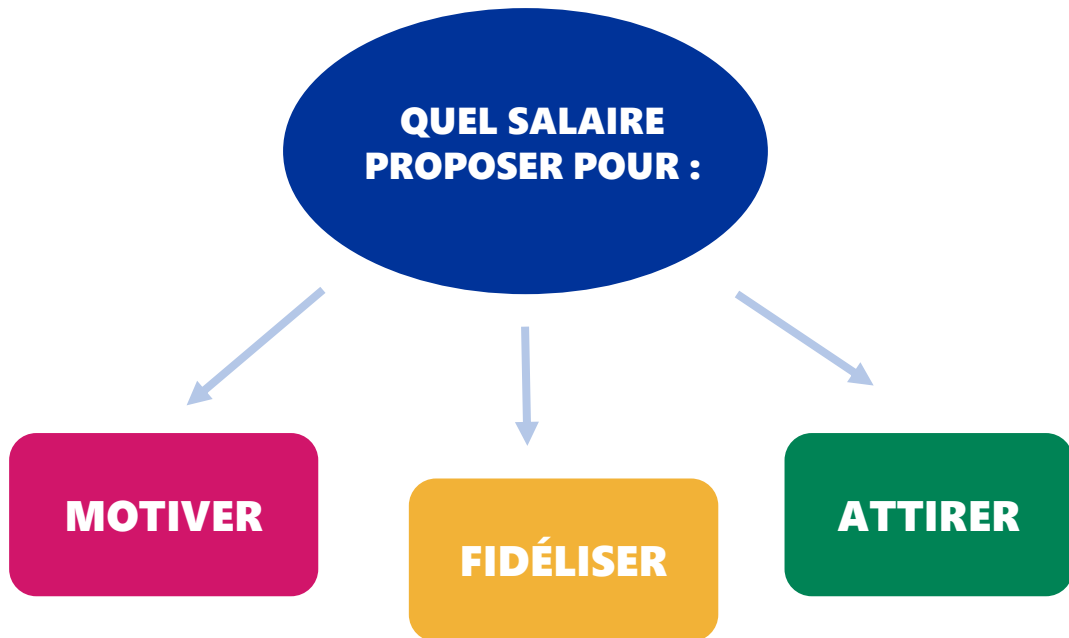 QUEL SALAIRE
PROPOSER POUR :
MOTIVER
FIDÉLISER
ATTIRER